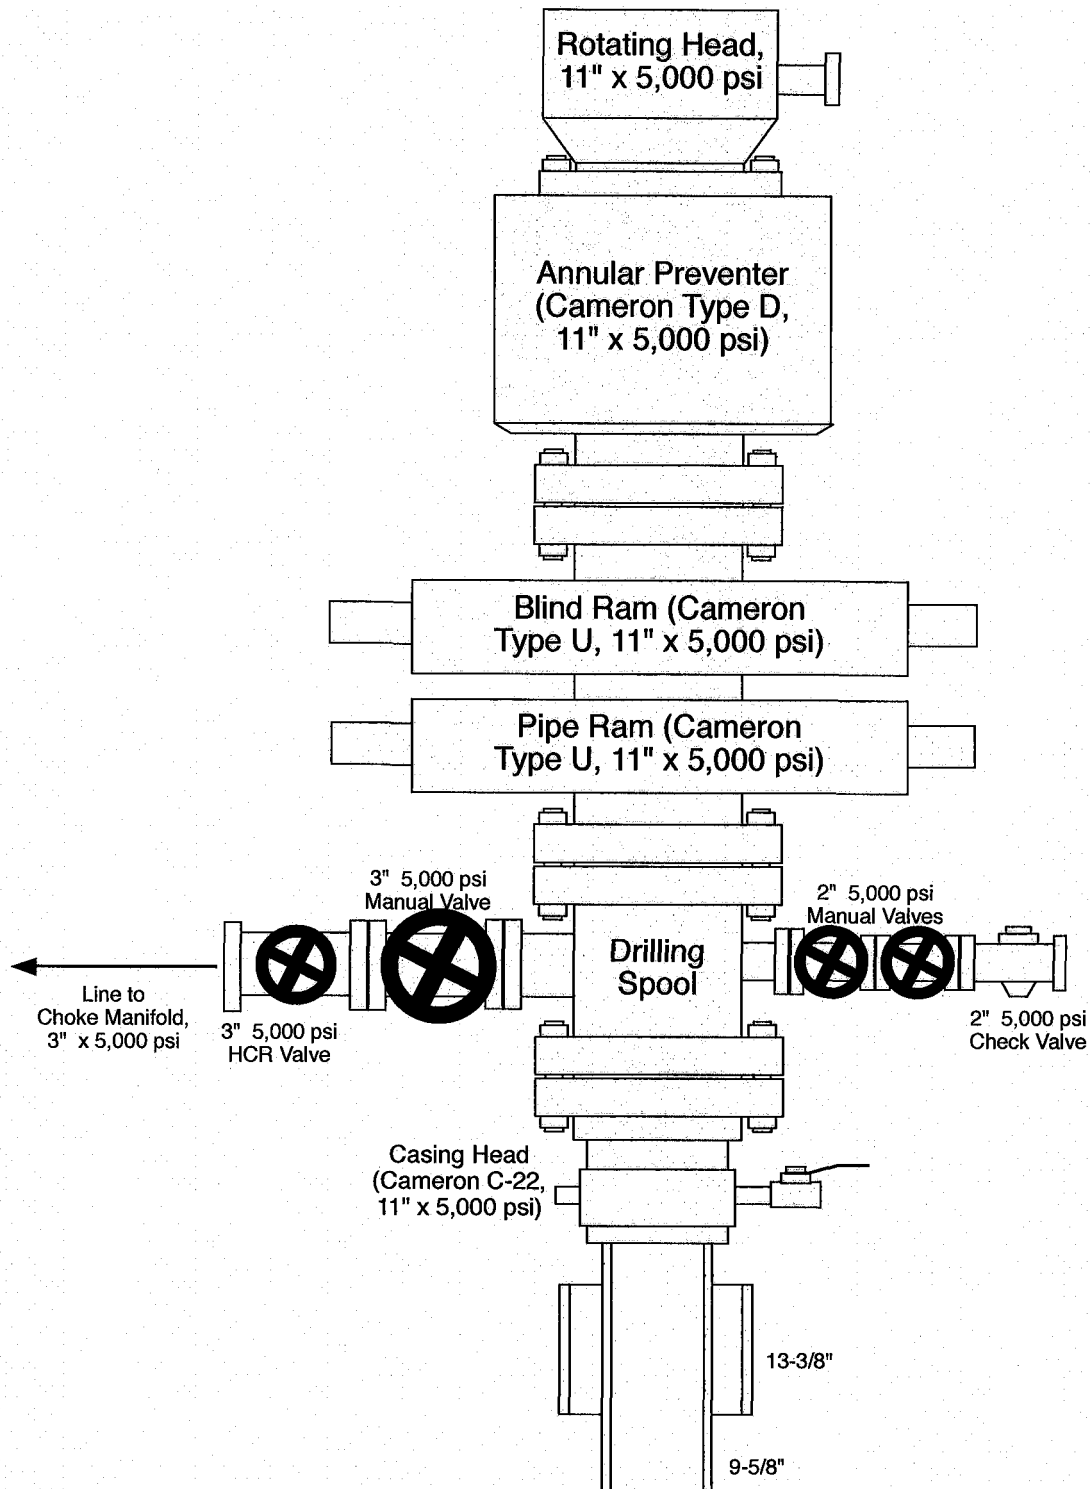 Rotating Head,
11" x 5,000 psi
Annular Preventer
(Cameron Type D,
11" x 5,000 psi)
Blind Ram (Cameron
Type U, 11" x 5,000 psi)
Pipe Ram (Cameron
Type U, 11" x 5,000 psi)
3" 5,000 psi
Manual Valve
2" 5,000 psi
Manual Valves
Drilling
Spool
Line to
Choke Manifold,
3" x 5,000 psi
3" 5,000 psi
HCR Valve
2" 5,000 psi
Check Valve
Casing Head
(Cameron C-22,
11" x 5,000 psi)
13-3/8"
9-5/8"